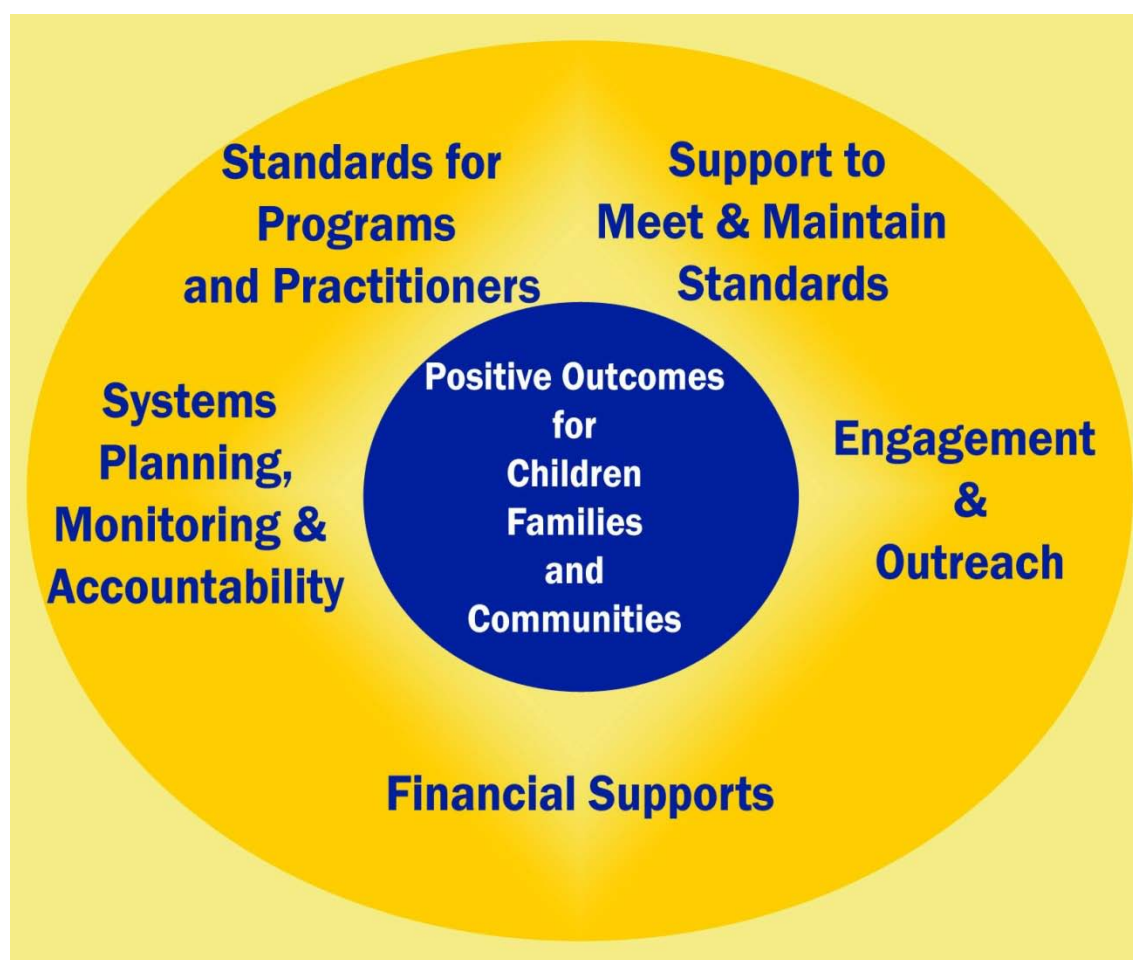 Standards for
Programs
and Practitioners
Support to
Meet & Maintain
Standards
Systems
Planning,
Monitoring &
Accountability
Positive Outcomes
for
Children
Families
and
Communities
Engagement
&
Outreach
Financial Supports